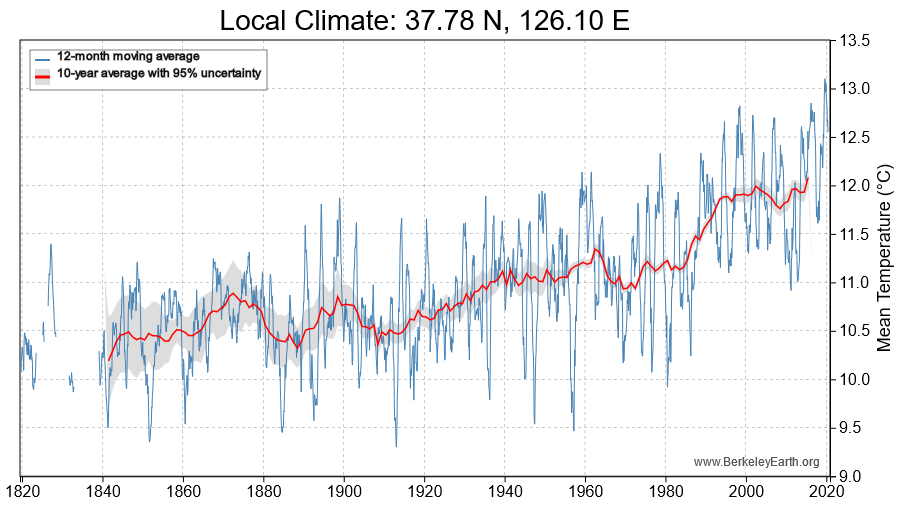 Local Climate: 37.78 N, 126.10 E
12-month moving average
10-year average with 95% uncertainty
13.5
13.0
12.5
12.0
11.5
11.0
10.5
10.0
9.5
9.0
Mean Temperature (°C)
www.BerkeleyEarth.org
1820 1840 1860 1880 1900 1920 1940 1960 1980 2000 2020